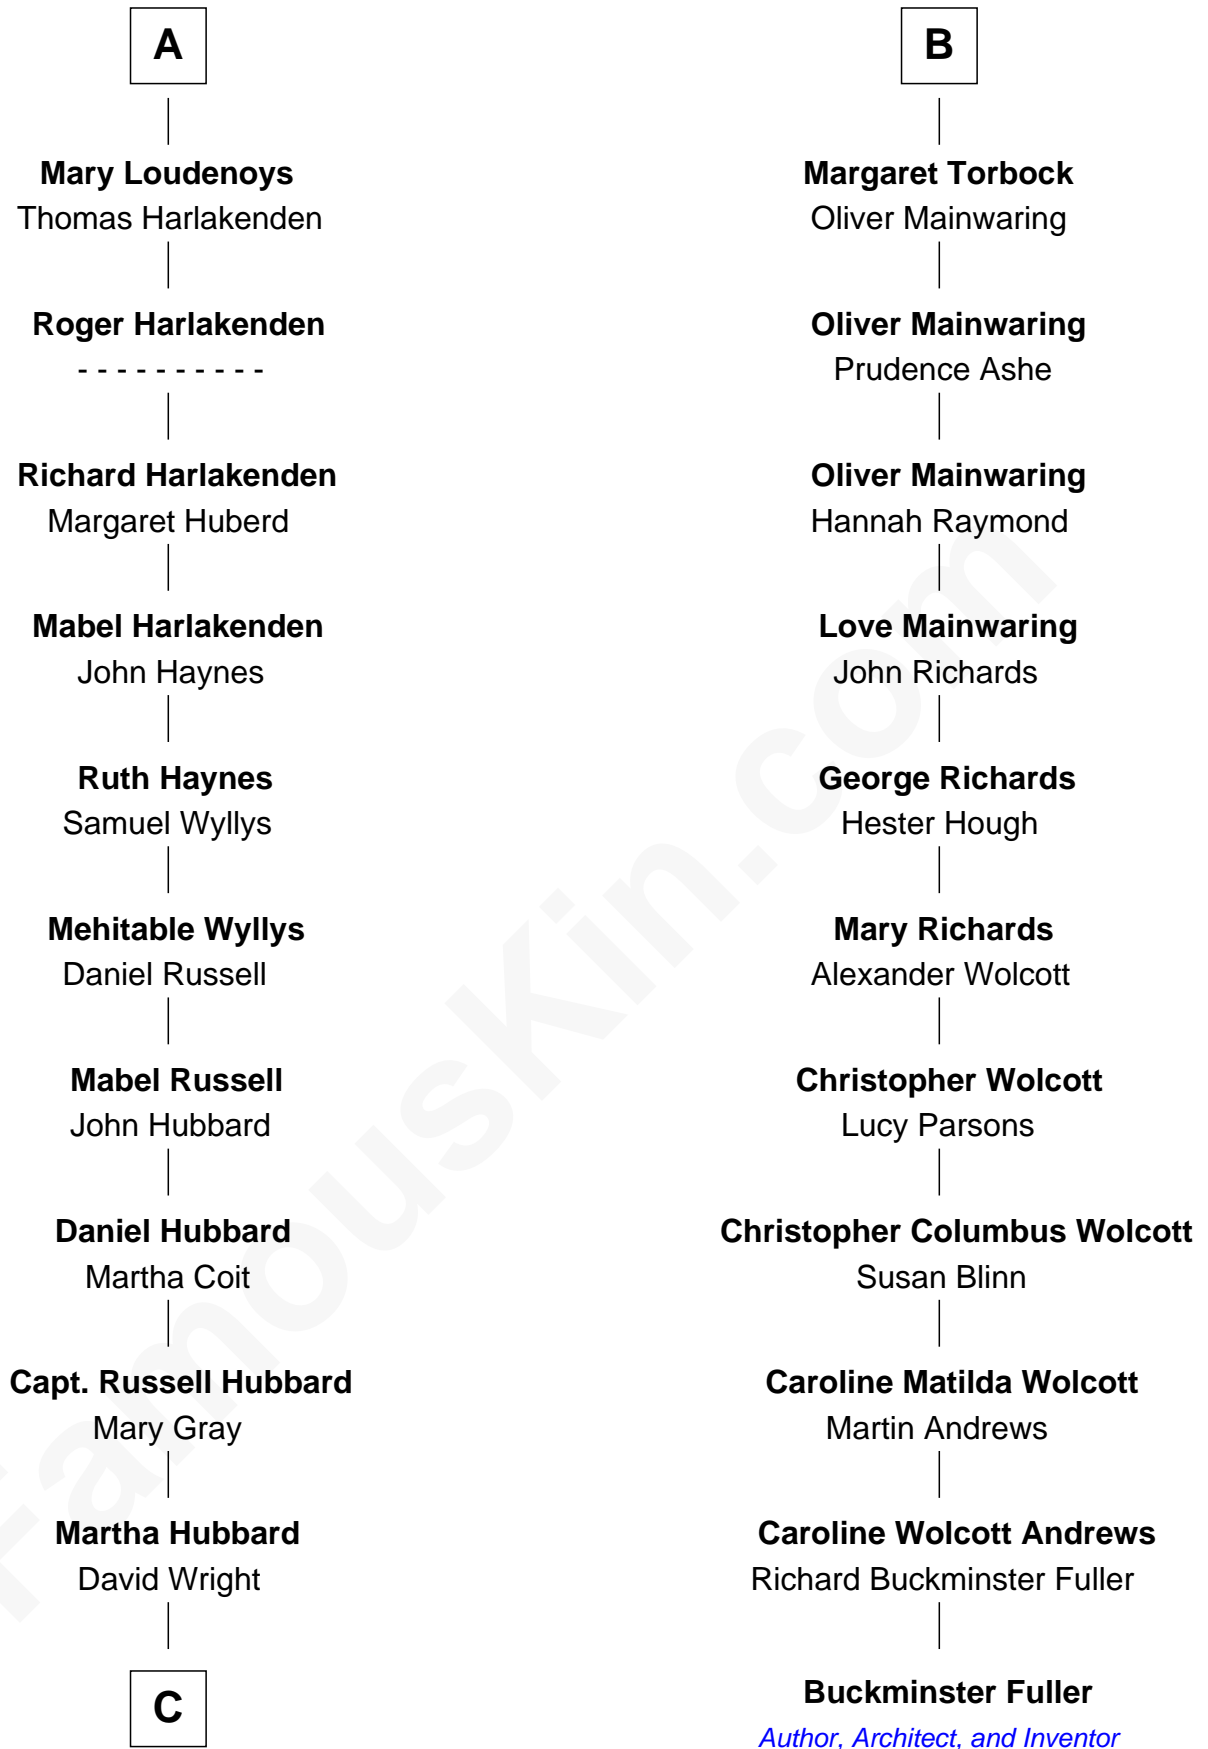 A
Mary Loudenoys
Thomas Harlakenden
Roger Harlakenden
- - - - - - - - - -
Richard Harlakenden
Margaret Huberd
Mabel Harlakenden
John Haynes
Ruth Haynes
Samuel Wyllys
Mehitable Wyllys
Daniel Russell
Mabel Russell
John Hubbard
Daniel Hubbard
Martha Coit
Capt. Russell Hubbard
Mary Gray
Martha Hubbard
David Wright
C
B
Margaret Torbock
Oliver Mainwaring
Oliver Mainwaring
Prudence Ashe
Oliver Mainwaring
Hannah Raymond
Love Mainwaring
John Richards
George Richards
Hester Hough
Mary Richards
Alexander Wolcott
Christopher Wolcott
Lucy Parsons
Christopher Columbus Wolcott
Susan Blinn
Caroline Matilda Wolcott
Martin Andrews
Caroline Wolcott Andrews
Richard Buckminster Fuller
Buckminster Fuller
Author, Architect, and Inventor
FamousKin.com